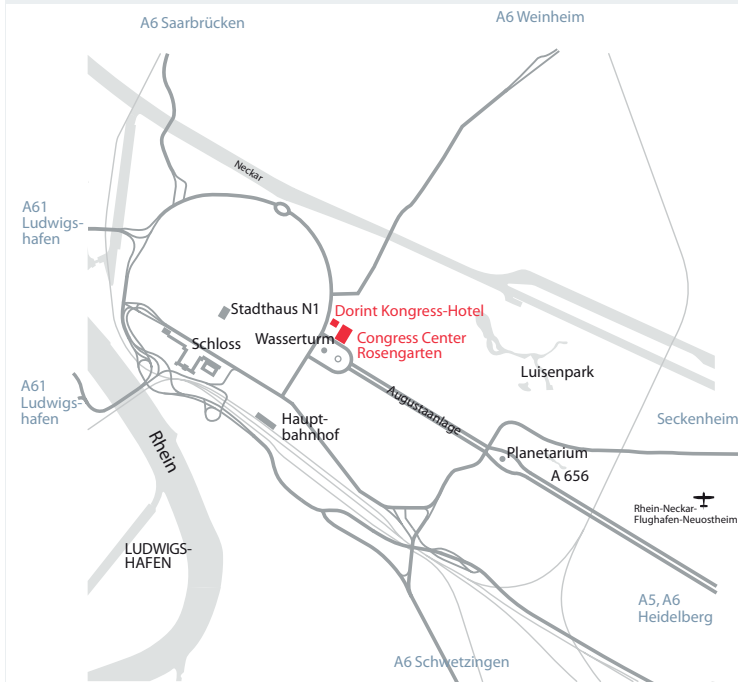 A6 Saarbrücken
A6 Weinheim
Neckar
A61
Ludwigs-
hafen
Stadthaus N1
Dorint Kongress-Hotel
Wasserturm
Congress Center
Rosengarten
Schloss
Luisenpark
A61
Ludwigs-
hafen
Augustaanlage
Seckenheim
Haupt-
bahnhof
Rhein
Planetarium
A 656
Rhein-Neckar-
Flughafen-Neuostheim
LUDWIGS-
HAFEN
A5, A6
Heidelberg
A6 Schwetzingen